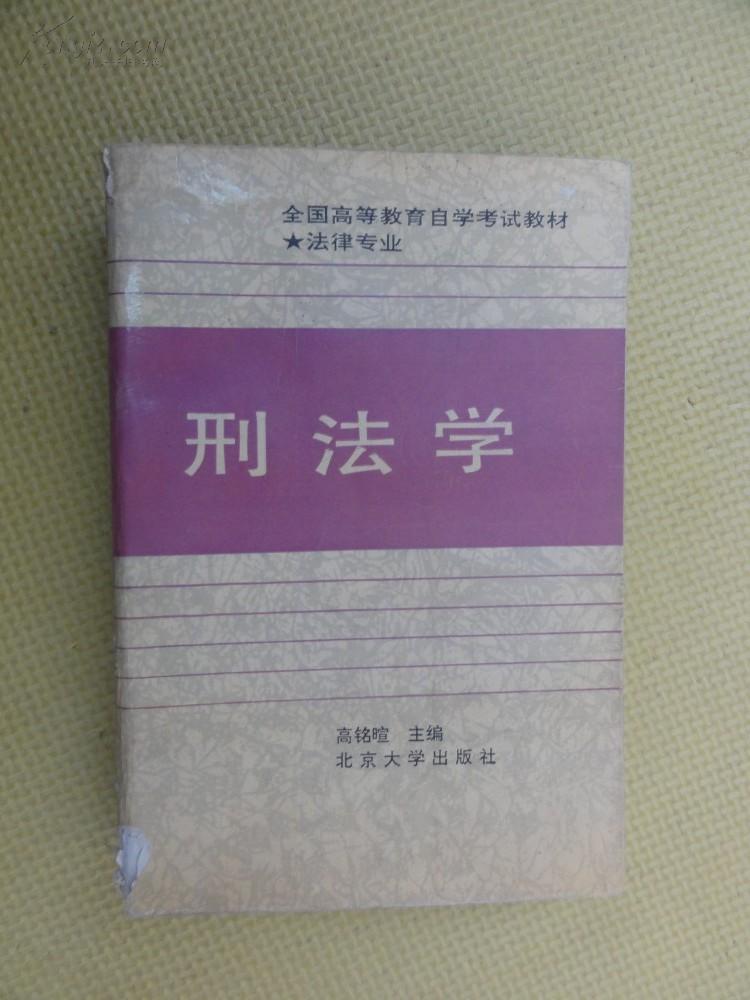 全国高等教育自学考试教材
★法律专业
刑法学
高铭暄 主编
北京大学出版社